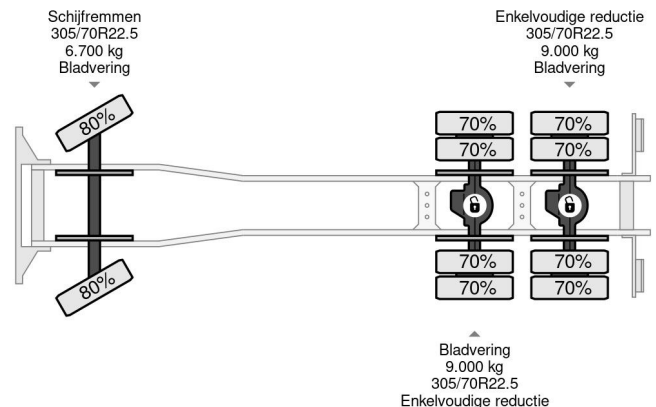 Schijfremmen
305/70R22.5
6.700 kg
Bladvering
Enkelvoudige reductie
305/70R22.5
9.000 kg
Bladvering
80%
70%
70%
70%
70%
80%
70%
70%
70%
70%
Bladvering
9.000 kg
305/70R22.5
Enkelvoudige reductie